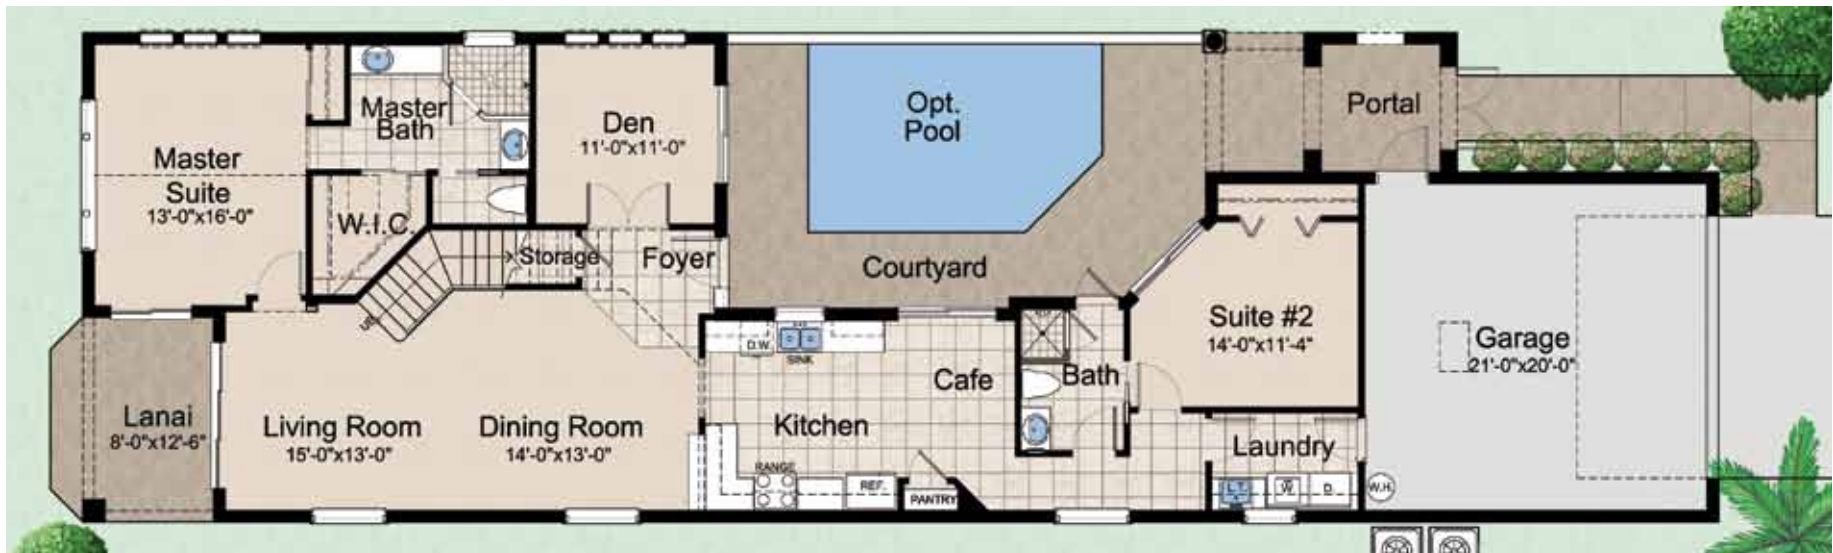 Master
Suite
13'-0"x16'-0"
Master
Bath
W.I.C.
Den
11'-0"x11'-0"
Storage
Foyer
UP
Opt.
Pool
Courtyard
Portal
Lanai
8'-0"x12'-6"
Living Room
15'-0"x13'-0"
Dining Room
14'-0"x13'-0"
D.W.
SINK
Cafe
Kitchen
RANGE
REF.
PANTRY
Bath
Suite #2
14'-0"x11'-4"
Laundry
L.T.
W
D.
W.H.
Garage
21'-0"x20'-0"